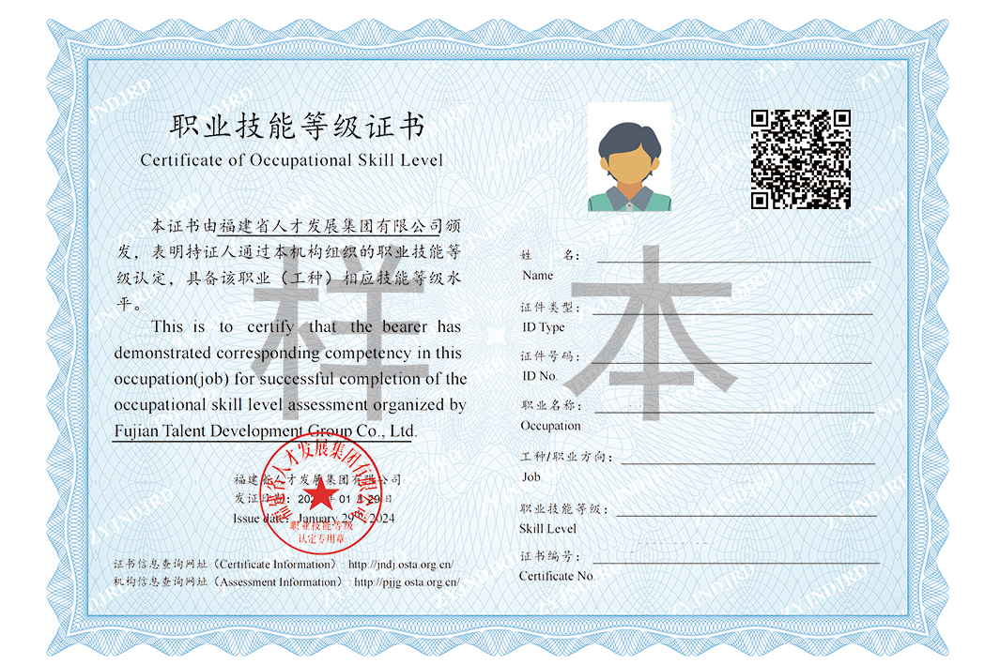 职业技能等级证书
Certificate of Occupational Skill Level
本证书由福建省人才发展集团有限公司颁
发，表明持证人通过本机构组织的职业技能等
级认定，具备该职业（工种）相应技能等级水
平。
This is to certify that the bearer has
demonstrated corresponding competency in this
occupation(job) for successful completion of the
occupational skill level assessment organized by
Fujian Talent Development Group Co., Ltd.
福建省人才发展集团有限公司
发证日期：2024年 01 月 29 日
Issue date: January 29, 2024
福建省人才发展集团有限公司
职业技能等级
认定专用章
证书信息查询网址（Certificate Information）: http://jndj.osta.org.cn/
机构信息查询网址（Assessment Information）: http://pjjg.osta.org.cn/
样本
姓 名：
Name
证件类型：
ID Type
证件号码：
ID No.
职业名称：
Occupation
工种/职业方向：
Job
职业技能等级：
Skill Level
证书编号：
Certificate No.
ZYJNDJRD